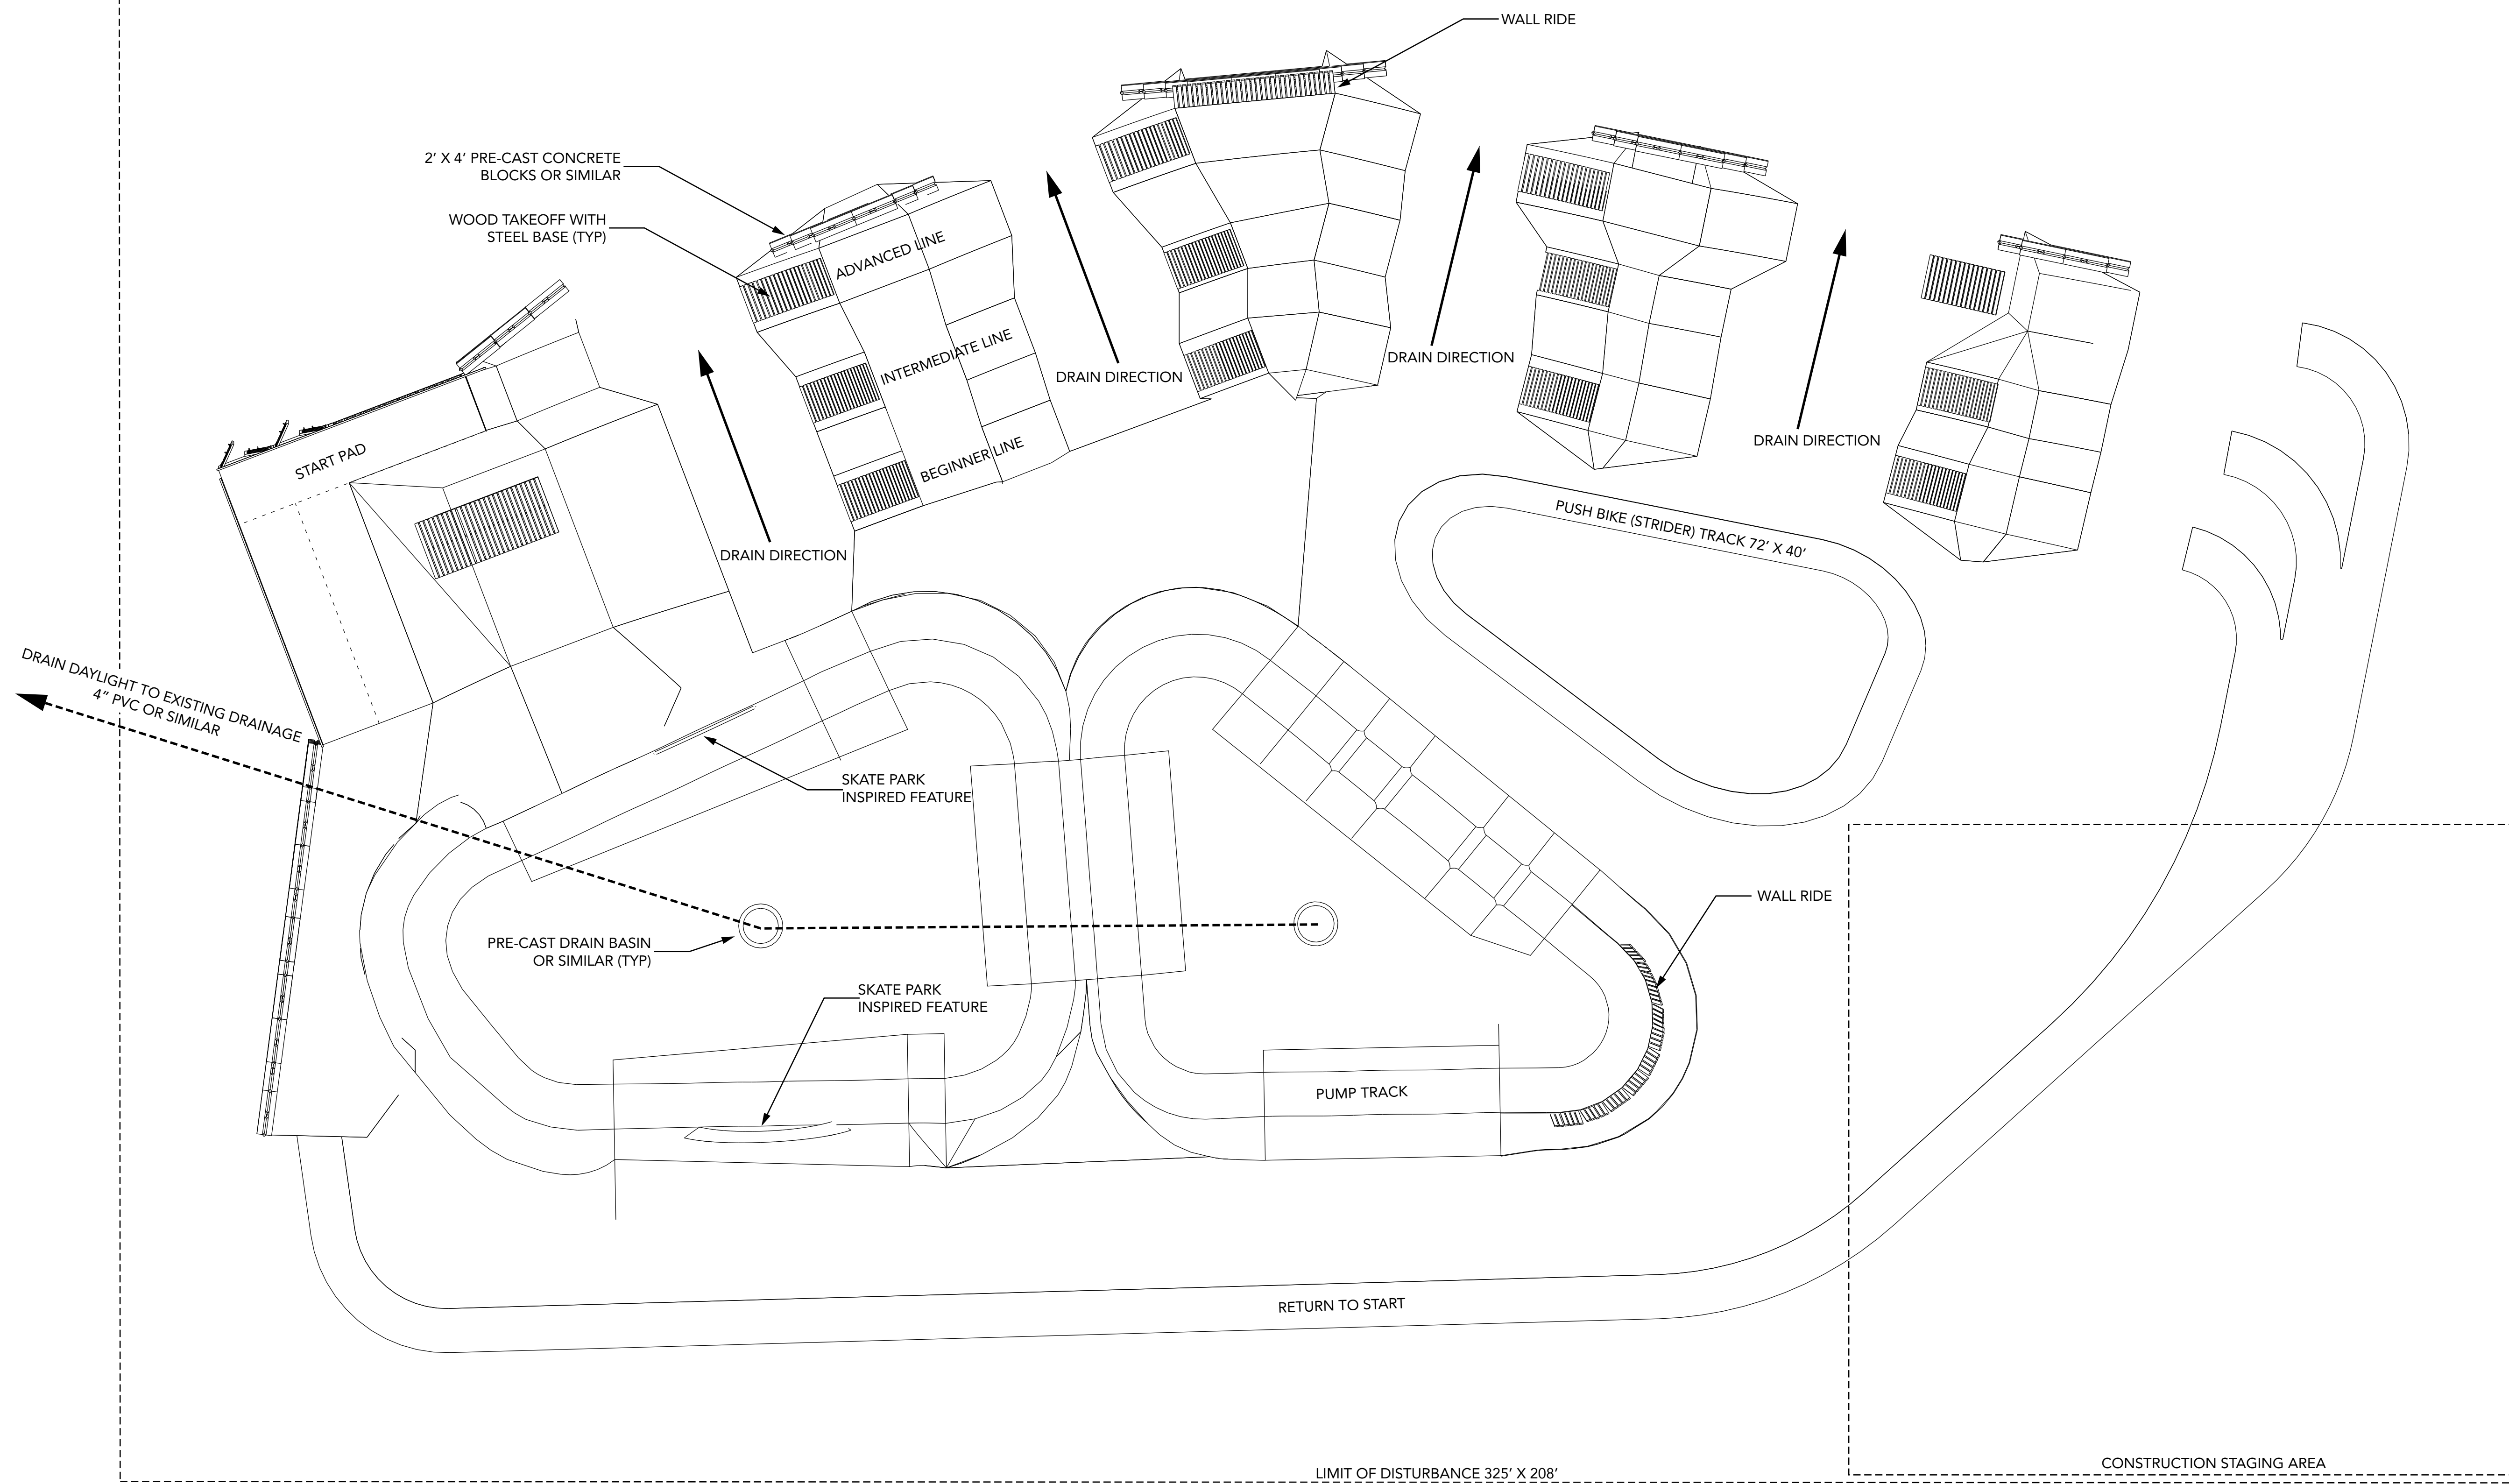 WALL RIDE
2’ X 4’ PRE-CAST CONCRETE
BLOCKS OR SIMILAR
WOOD TAKEOFF WITH
STEEL BASE (TYP)
ADVANCED LINE
INTERMEDIATE LINE
BEGINNER LINE
START PAD
DRAIN DIRECTION
DRAIN DIRECTION
DRAIN DIRECTION
DRAIN DIRECTION
PUSH BIKE (STRIDER) TRACK 72’ X 40’
DRAIN DAYLIGHT TO EXISTING DRAINAGE
4” PVC OR SIMILAR
SKATE PARK
INSPIRED FEATURE
WALL RIDE
PRE-CAST DRAIN BASIN
OR SIMILAR (TYP)
SKATE PARK
INSPIRED FEATURE
PUMP TRACK
RETURN TO START
CONSTRUCTION STAGING AREA
LIMIT OF DISTURBANCE 325’ X 208’